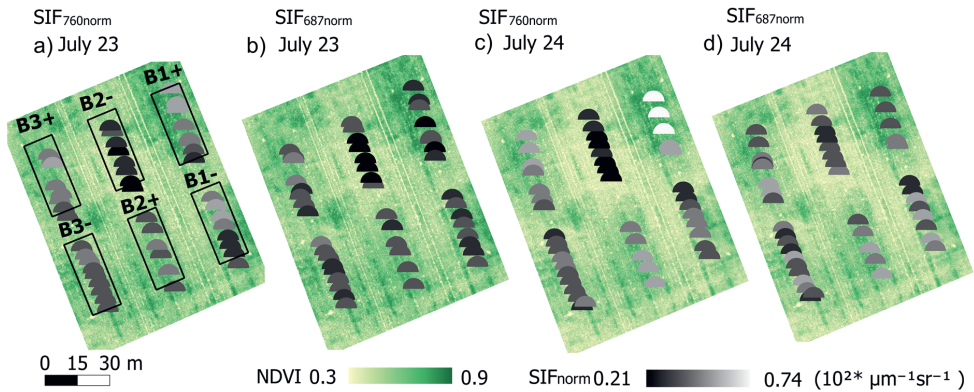 SIF760norm SIF687norm SIF760norm SIF687norm
a) July 23 b) July 23 c) July 24 d) July 24
B1+
B2-
B3+
B1-
B2+
B3-
0 15 30 m
NDVI 0.3 0.9 SIFnorm 0.21 0.74 (10²* µm⁻¹sr⁻¹)